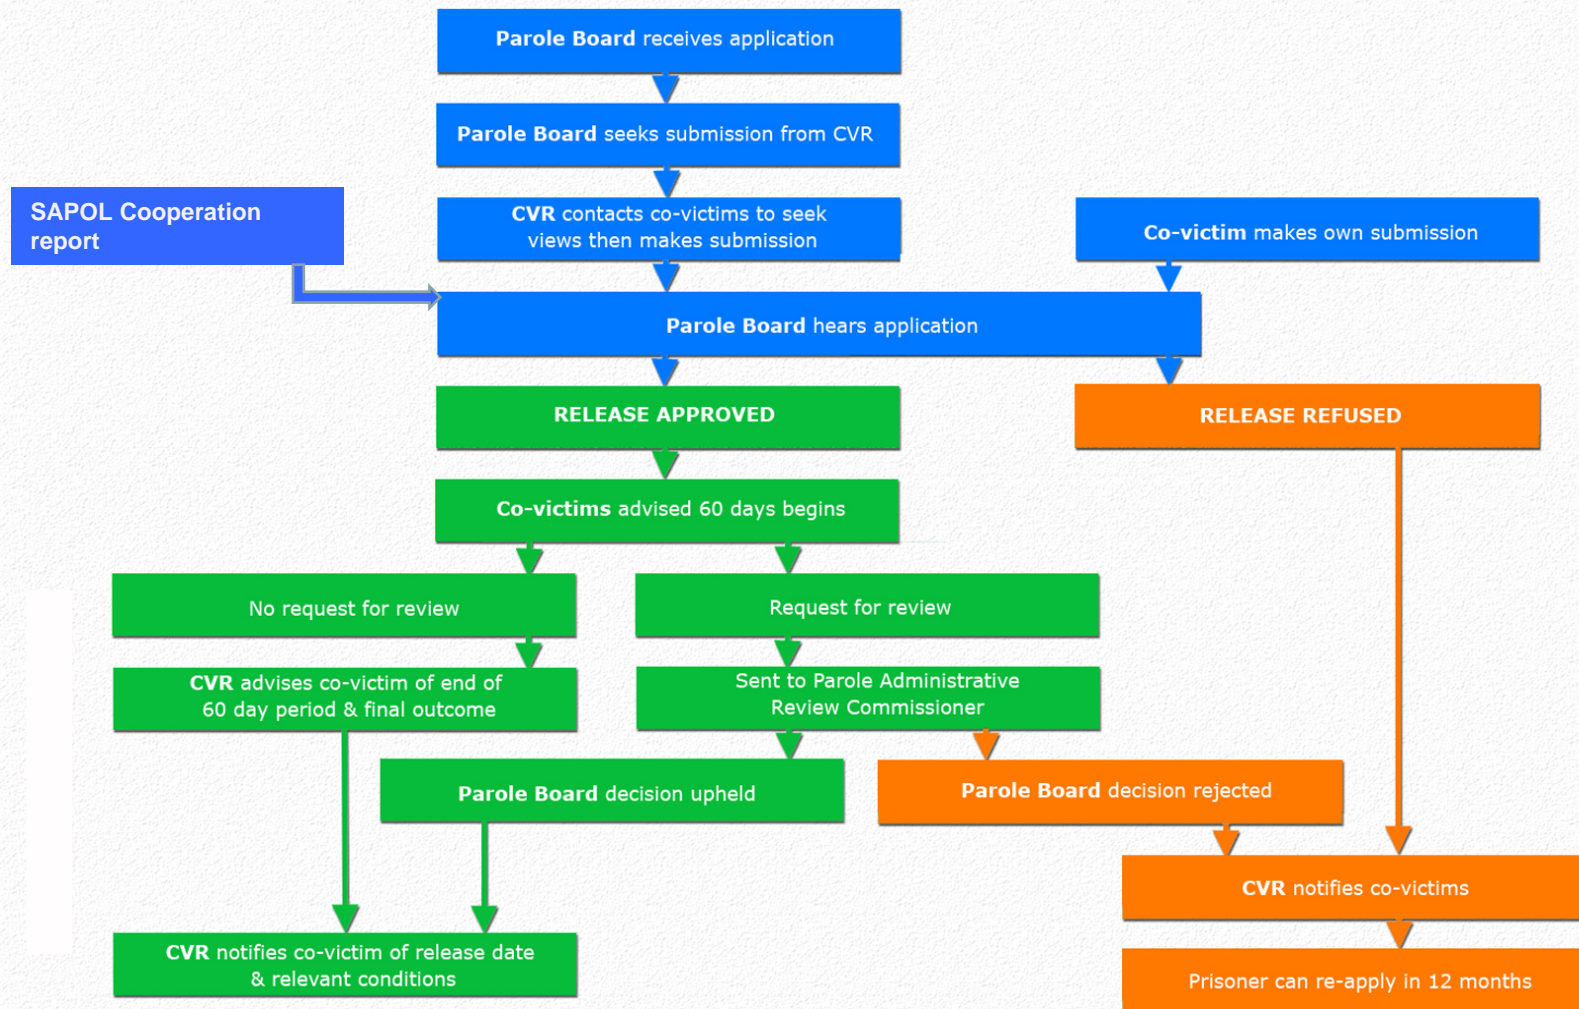 Parole Board receives application
Parole Board seeks submission from CVR
SAPOL Cooperation
report
CVR contacts co-victims to seek
views then makes submission
Co-victim makes own submission
Parole Board hears application
RELEASE APPROVED
RELEASE REFUSED
Co-victims advised 60 days begins
No request for review
Request for review
CVR advises co-victim of end of
60 day period & final outcome
Sent to Parole Administrative
Review Commissioner
Parole Board decision upheld
Parole Board decision rejected
CVR notifies co-victims
CVR notifies co-victim of release date
& relevant conditions
Prisoner can re-apply in 12 months